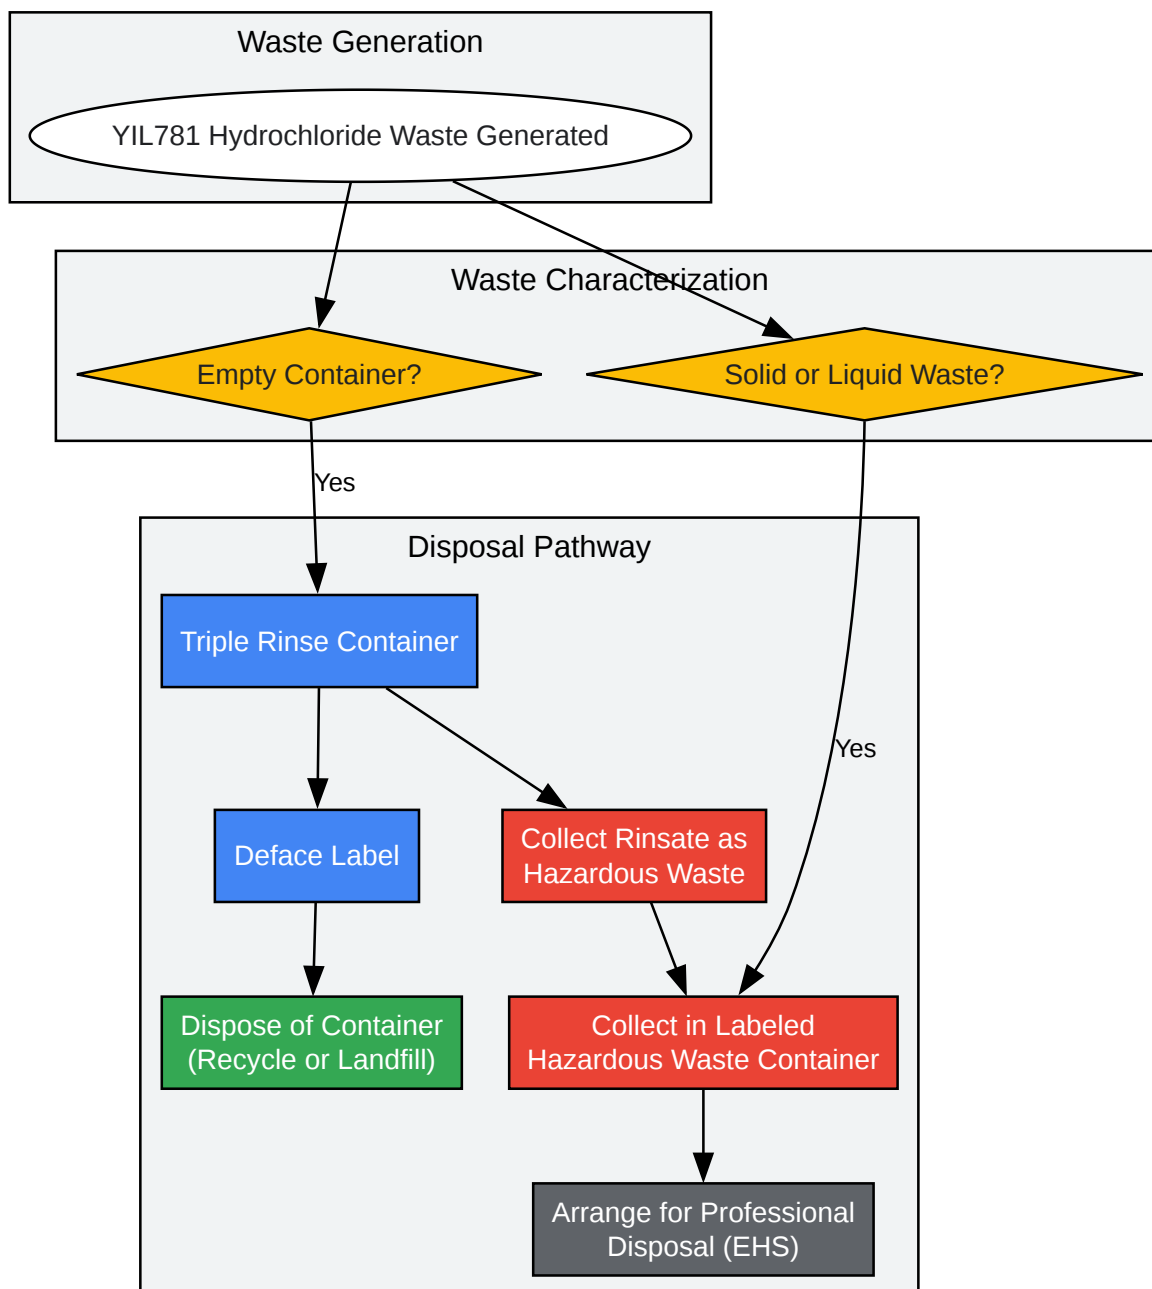 Waste Generation
YIL781 Hydrochloride Waste Generated
Waste Characterization
Empty Container?
Solid or Liquid Waste?
Yes
Disposal Pathway
Triple Rinse Container
Yes
Deface Label
Collect Rinsate as
Hazardous Waste
Dispose of Container
(Recycle or Landfill)
Collect in Labeled
Hazardous Waste Container
Arrange for Professional
Disposal (EHS)